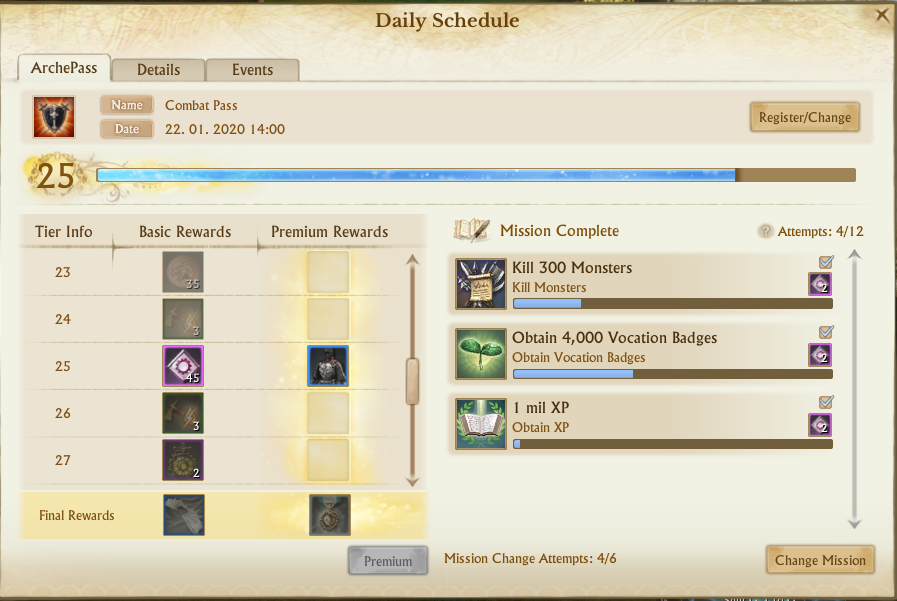 Daily Schedule
ArchePass
Details
Events
Name
Combat Pass
Date
22. 01. 2020 14:00
Register/Change
25
Tier Info
Basic Rewards
Premium Rewards
23
35
24
3
25
45
26
3
27
2
Final Rewards
Premium
Mission Complete
? Attempts: 4/12
Kill 300 Monsters
Kill Monsters
2
Obtain 4,000 Vocation Badges
Obtain Vocation Badges
2
1 mil XP
Obtain XP
2
Mission Change Attempts: 4/6
Change Mission